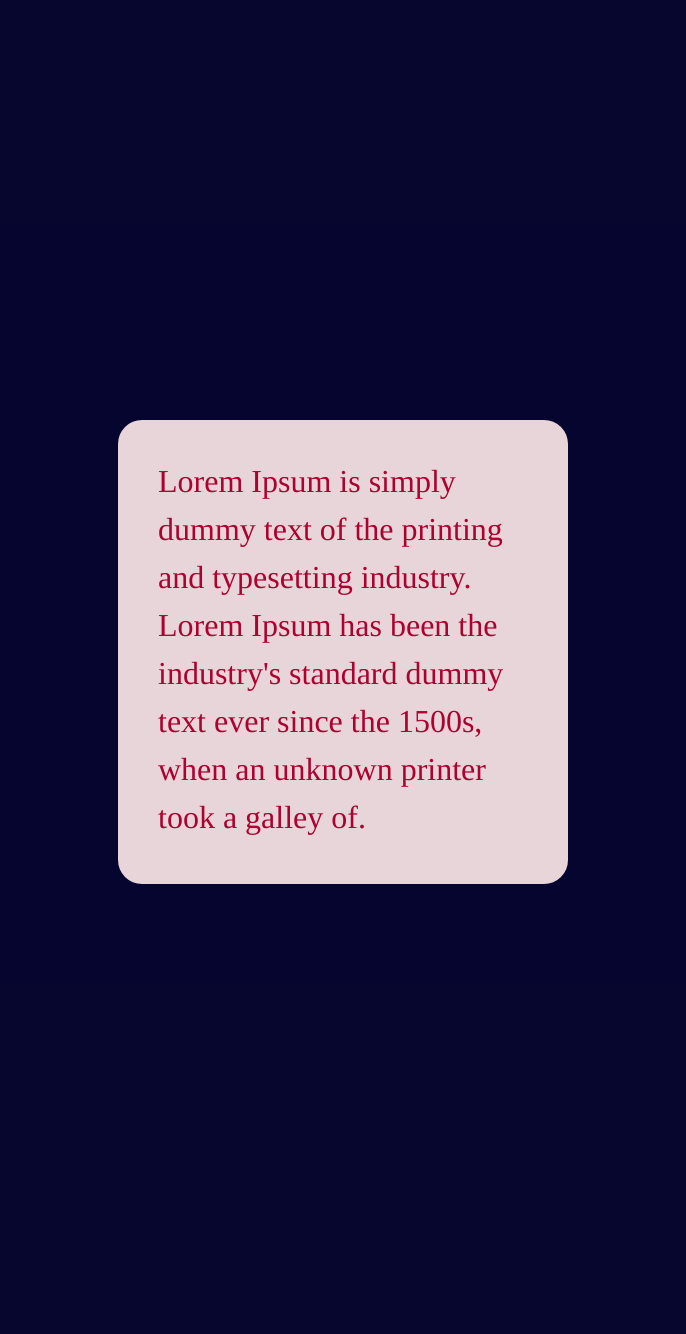 Lorem Ipsum is simply
dummy text of the printing
and typesetting industry.
Lorem Ipsum has been the
industry's standard dummy
text ever since the 1500s,
when an unknown printer
took a galley of.